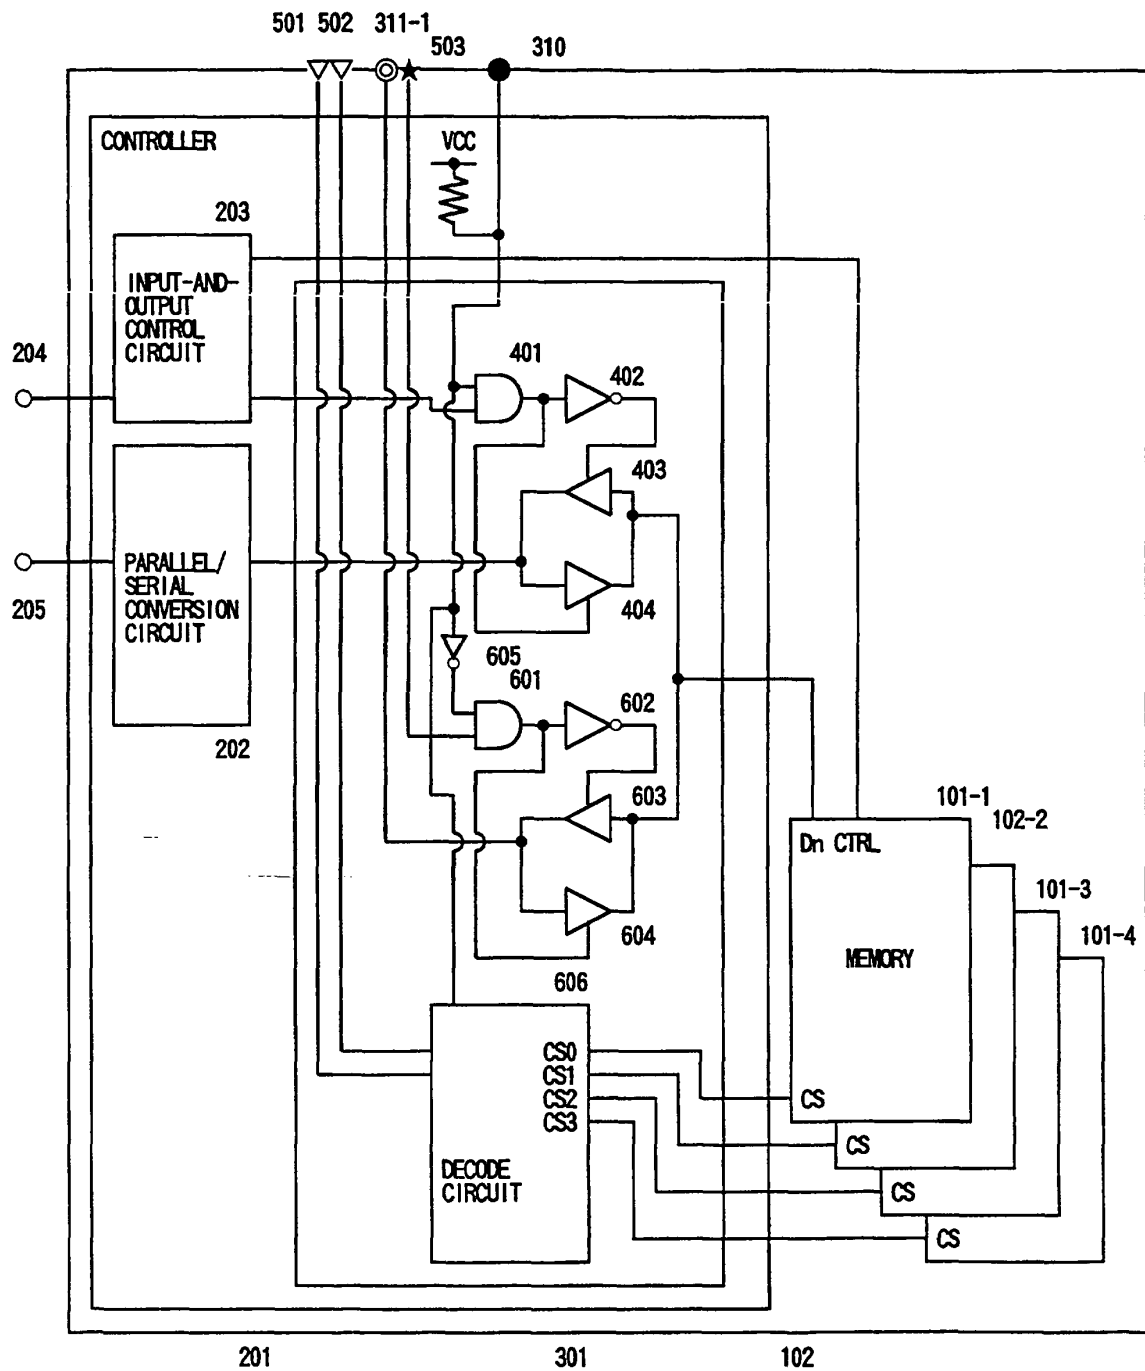 501 502 311-1
503 310
CONTROLLER
VCC
203
INPUT-AND-
OUTPUT
CONTROL
CIRCUIT
204
401
402
403
PARALLEL/
SERIAL
CONVERSION
CIRCUIT
205
404
605
601
602
202
603
101-1
102-2
Dn CTRL
101-3
604
101-4
MEMORY
606
CS0
CS1
CS2
CS3
CS
CS
DECODE
CIRCUIT
CS
CS
201 301 102